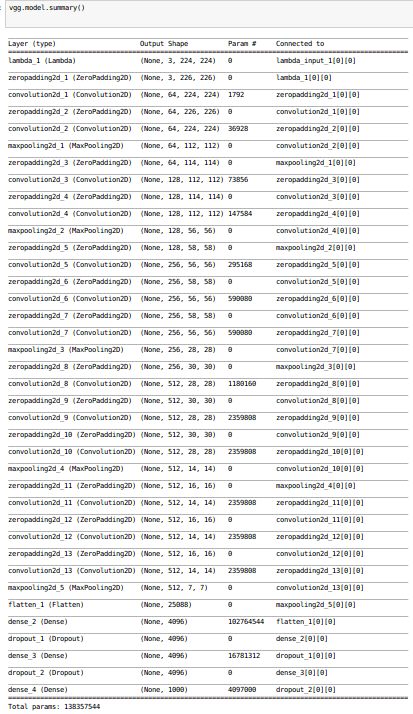 vgg.model.summary()
Layer (type) Output Shape Param # Connected to
lambda_1 (Lambda) (None, 3, 224, 224) 0 lambda_input_1[0][0]
zeropadding2d_1 (ZeroPadding2D) (None, 3, 226, 226) 0 lambda_1[0][0]
convolution2d_1 (Convolution2D) (None, 64, 224, 224) 1792 zeropadding2d_1[0][0]
zeropadding2d_2 (ZeroPadding2D) (None, 64, 226, 226) 0 convolution2d_1[0][0]
convolution2d_2 (Convolution2D) (None, 64, 224, 224) 36928 zeropadding2d_2[0][0]
maxpooling2d_1 (MaxPooling2D) (None, 64, 112, 112) 0 convolution2d_2[0][0]
zeropadding2d_3 (ZeroPadding2D) (None, 64, 114, 114) 0 maxpooling2d_1[0][0]
convolution2d_3 (Convolution2D) (None, 128, 112, 112) 73856 zeropadding2d_3[0][0]
zeropadding2d_4 (ZeroPadding2D) (None, 128, 114, 114) 0 convolution2d_3[0][0]
convolution2d_4 (Convolution2D) (None, 128, 112, 112) 147584 zeropadding2d_4[0][0]
maxpooling2d_2 (MaxPooling2D) (None, 128, 56, 56) 0 convolution2d_4[0][0]
zeropadding2d_5 (ZeroPadding2D) (None, 128, 58, 58) 0 maxpooling2d_2[0][0]
convolution2d_5 (Convolution2D) (None, 256, 56, 56) 295168 zeropadding2d_5[0][0]
zeropadding2d_6 (ZeroPadding2D) (None, 256, 58, 58) 0 convolution2d_5[0][0]
convolution2d_6 (Convolution2D) (None, 256, 56, 56) 590080 zeropadding2d_6[0][0]
zeropadding2d_7 (ZeroPadding2D) (None, 256, 58, 58) 0 convolution2d_6[0][0]
convolution2d_7 (Convolution2D) (None, 256, 56, 56) 590080 zeropadding2d_7[0][0]
maxpooling2d_3 (MaxPooling2D) (None, 256, 28, 28) 0 convolution2d_7[0][0]
zeropadding2d_8 (ZeroPadding2D) (None, 256, 30, 30) 0 maxpooling2d_3[0][0]
convolution2d_8 (Convolution2D) (None, 512, 28, 28) 1180160 zeropadding2d_8[0][0]
zeropadding2d_9 (ZeroPadding2D) (None, 512, 30, 30) 0 convolution2d_8[0][0]
convolution2d_9 (Convolution2D) (None, 512, 28, 28) 2359808 zeropadding2d_9[0][0]
zeropadding2d_10 (ZeroPadding2D) (None, 512, 30, 30) 0 convolution2d_9[0][0]
convolution2d_10 (Convolution2D) (None, 512, 28, 28) 2359808 zeropadding2d_10[0][0]
maxpooling2d_4 (MaxPooling2D) (None, 512, 14, 14) 0 convolution2d_10[0][0]
zeropadding2d_11 (ZeroPadding2D) (None, 512, 16, 16) 0 maxpooling2d_4[0][0]
convolution2d_11 (Convolution2D) (None, 512, 14, 14) 2359808 zeropadding2d_11[0][0]
zeropadding2d_12 (ZeroPadding2D) (None, 512, 16, 16) 0 convolution2d_11[0][0]
convolution2d_12 (Convolution2D) (None, 512, 14, 14) 2359808 zeropadding2d_12[0][0]
zeropadding2d_13 (ZeroPadding2D) (None, 512, 16, 16) 0 convolution2d_12[0][0]
convolution2d_13 (Convolution2D) (None, 512, 14, 14) 2359808 zeropadding2d_13[0][0]
maxpooling2d_5 (MaxPooling2D) (None, 512, 7, 7) 0 convolution2d_13[0][0]
flatten_1 (Flatten) (None, 25088) 0 maxpooling2d_5[0][0]
dense_2 (Dense) (None, 4096) 102764544 flatten_1[0][0]
dropout_1 (Dropout) (None, 4096) 0 dense_2[0][0]
dense_3 (Dense) (None, 4096) 16781312 dropout_1[0][0]
dropout_2 (Dropout) (None, 4096) 0 dense_3[0][0]
dense_4 (Dense) (None, 1000) 4097000 dropout_2[0][0]
Total params: 138357544